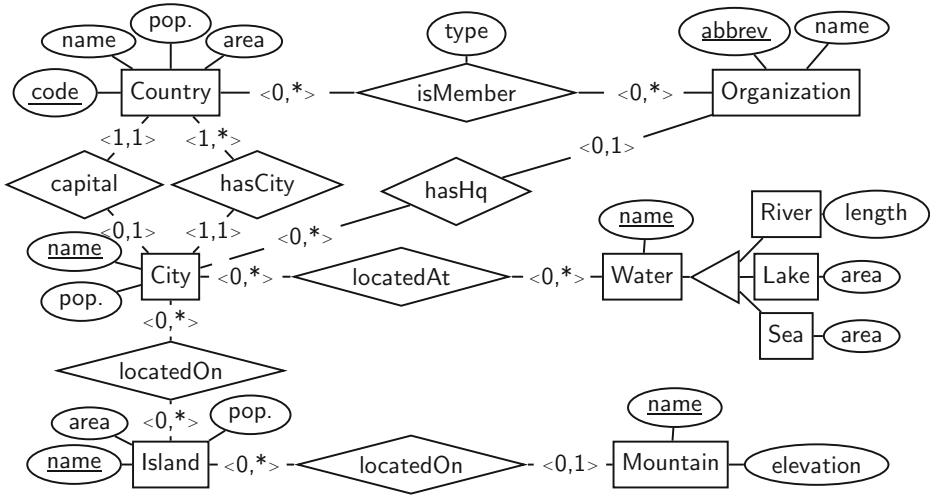 pop.
name
area
code
Country
<0,*>
type
isMember
<0,*>
abbrev
name
Organization
<1,1>
<1,*>
<0,1>
capital
hasCity
hasHq
<0,1>
<1,1>
<0,*>
name
River
length
name
pop.
City
<0,*>
locatedAt
<0,*>
Water
Lake
area
Sea
area
<0,*>
locatedOn
<0,*>
area
pop.
name
name
Island
<0,*>
locatedOn
<0,1>
Mountain
elevation